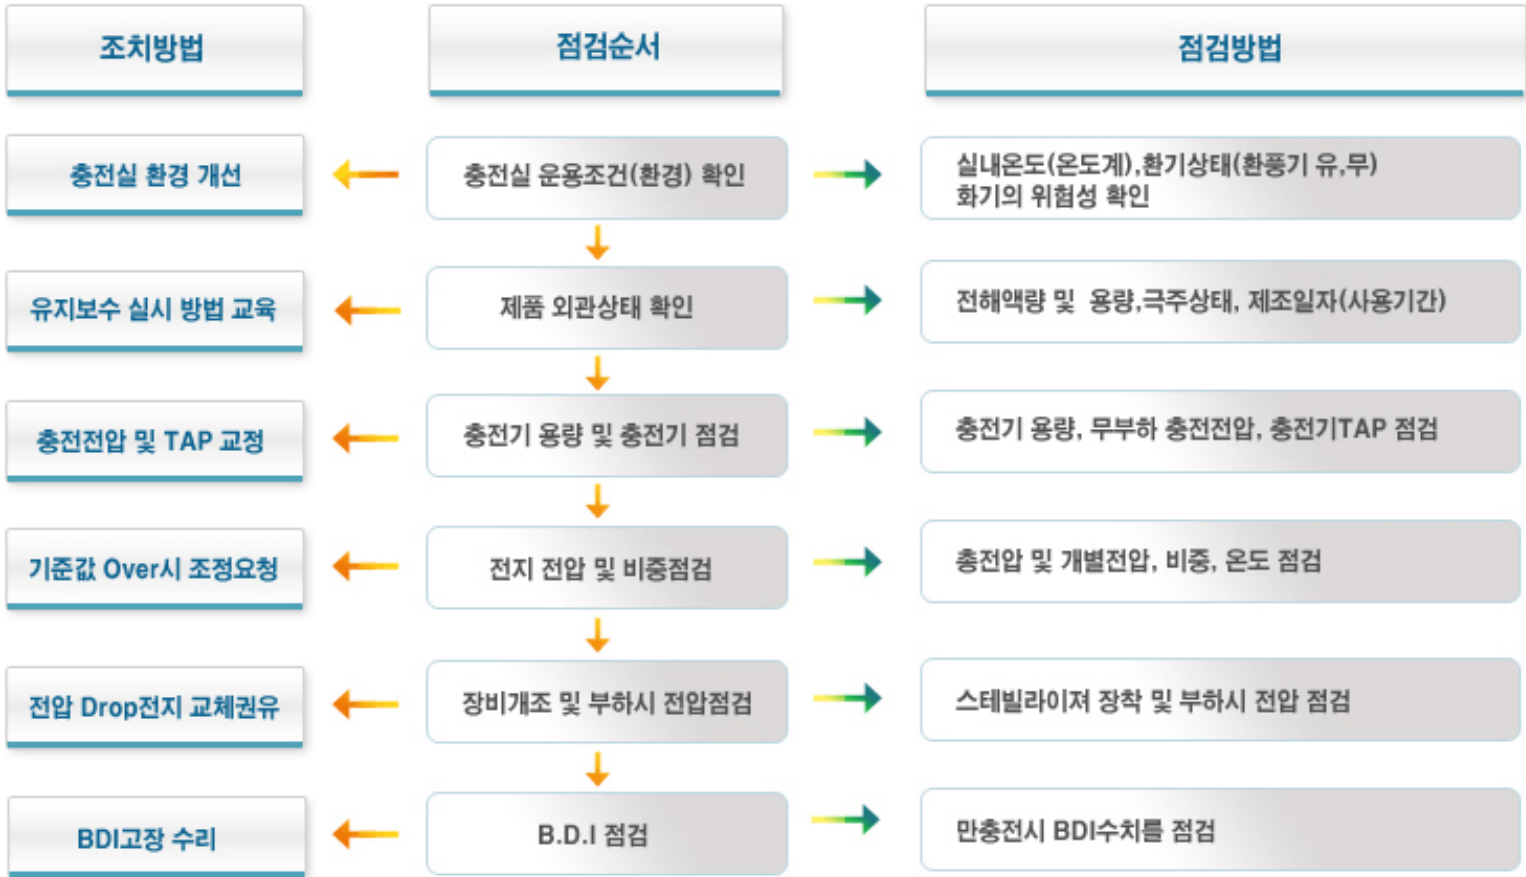 조치방법
점검순서
점검방법
충전실 환경 개선
충전실 운용조건(환경) 확인
실내온도(온도계),환기상태(환풍기 유,무)
화기의 위험성 확인
유지보수 실시 방법 교육
제품 외관상태 확인
전해액량 및 용량,극주상태, 제조일자(사용기간)
충전전압 및 TAP 교정
충전기 용량 및 충전기 점검
충전기 용량, 무부하 충전전압, 충전기TAP 점검
기준값 Over시 조정요청
전지 전압 및 비중점검
총전압 및 개별전압, 비중, 온도 점검
전압 Drop전지 교체권유
장비개조 및 부하시 전압점검
스테빌라이져 장착 및 부하시 전압 점검
BDI고장 수리
B.D.I 점검
만충전시 BDI수치를 점검